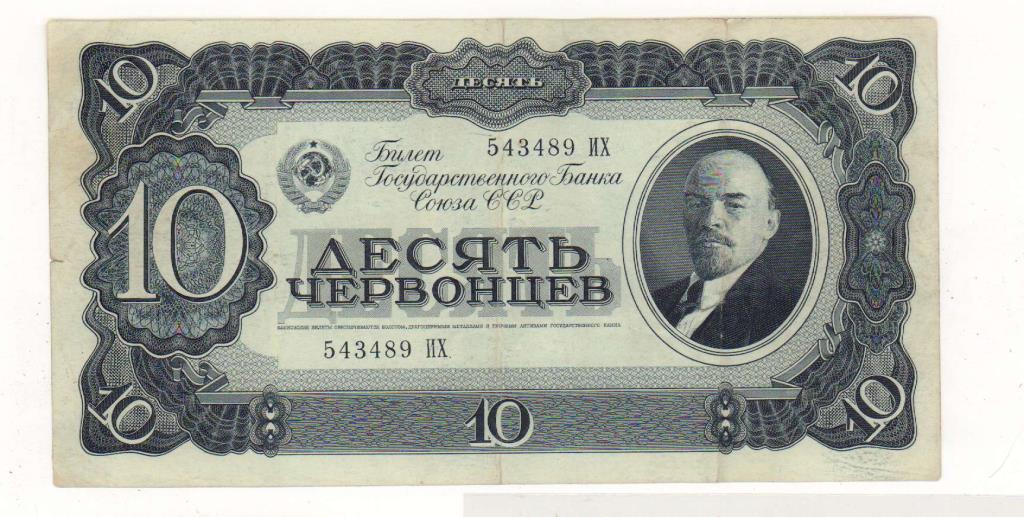 10
ДЕСЯТЬ
10
Билет
543489 ИХ
Государственного Банка
Союза ССР
10
ДЕСЯТЬ
ДЕСЯТЬ
ЧЕРВОНЦЕВ
БАНКОВСКИЕ БИЛЕТЫ ОБЕСПЕЧИВАЮТСЯ ЗОЛОТОМ, ДРАГОЦЕННЫМИ МЕТАЛЛАМИ И ПРОЧИМИ АКТИВАМИ ГОСУДАРСТВЕННОГО БАНКА
543489 ИХ
10
10
10